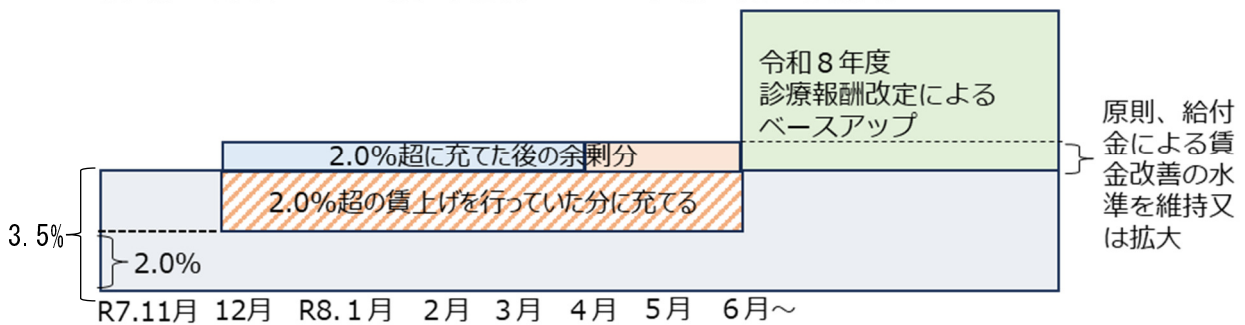 令和８年度
診療報酬改定による
ベースアップ
2.0%超に充てた後の余剰分
2.0%超の賃上げを行っていた分に充てる
原則、給付
金による賃
金改善の水
準を維持又
は拡大
3.5%
2.0%
R7.11月 12月 R8.１月 ２月 ３月 ４月 ５月 ６月～